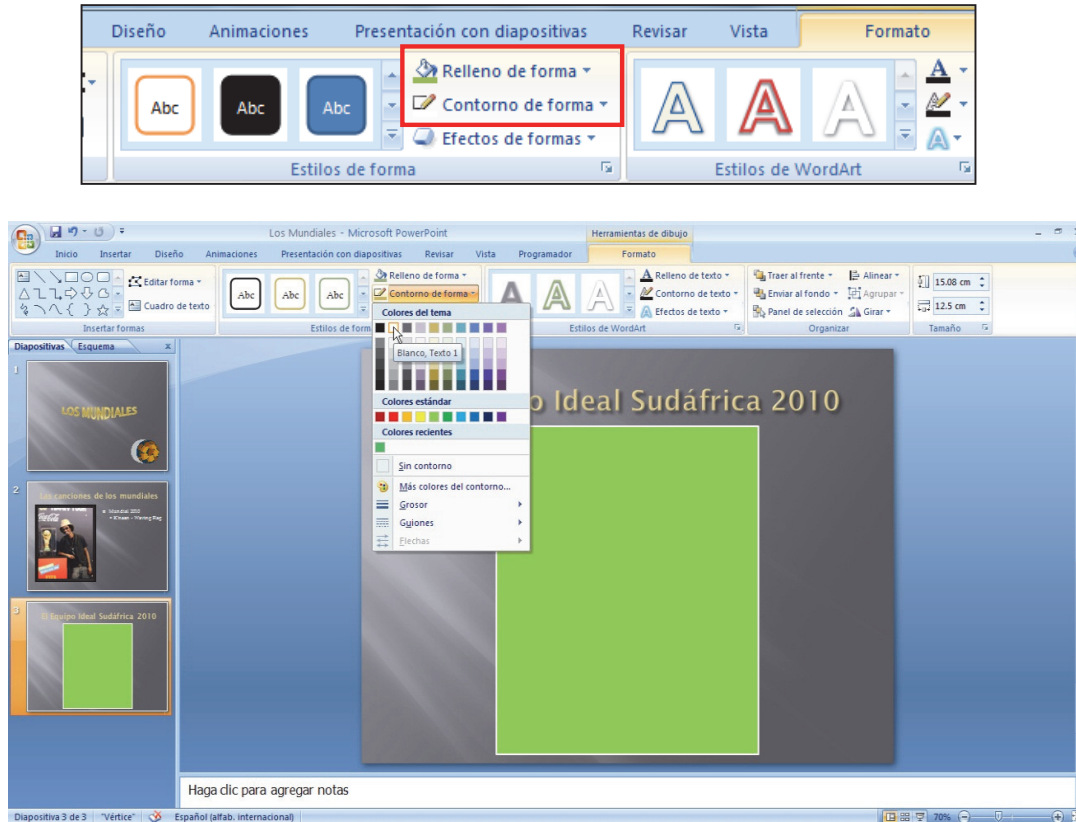 Diseño Animaciones Presentación con diapositivas Revisar Vista Formato
Abc Abc Abc
Relleno de forma
Contorno de forma
Efectos de formas
A A A
A
A
Estilos de forma Estilos de WordArt
Los Mundiales - Microsoft PowerPoint Herramientas de dibujo
Inicio Insertar Diseño Animaciones Presentación con diapositivas Revisar Vista Programador Formato
Editar forma
Cuadro de texto
Insertar formas
Abc Abc Abc
Relleno de forma
Contorno de forma
Estilos de form
A A A
Relleno de texto
Contorno de texto
Efectos de texto
Estilos de WordArt
Traer al frente Alinear
Enviar al fondo Agrupar
Panel de selección Girar
Organizar
15.08 cm
12.5 cm
Tamaño
Colores del tema
Blanco, Texto 1
Colores estándar
Colores recientes
Sin contorno
Más colores del contorno...
Grosor
Guiones
Flechas
Diapositivas Esquema x
1
LOS MUNDIALES
2
Las canciones de los mundiales
Mundial 2010
3
El Equipo Ideal Sudáfrica 2010
o Ideal Sudáfrica 2010
Haga clic para agregar notas
Diapositiva 3 de 3 "Vértice" Español (alfab. internacional) 70%